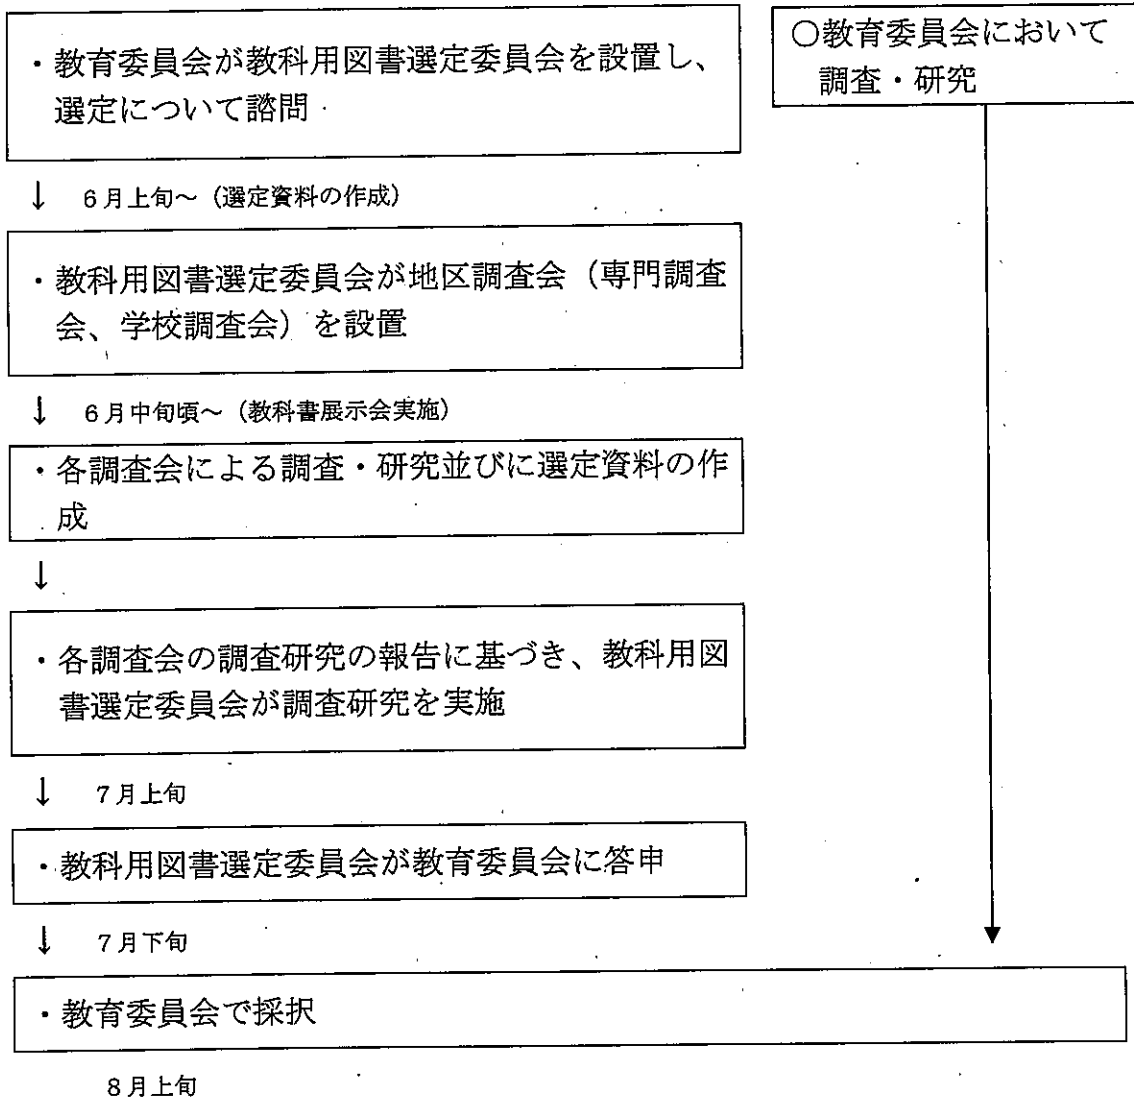 ・教育委員会が教科用図書選定委員会を設置し、
選定について諮問
○教育委員会において
調査・研究
↓ 6月上旬～（選定資料の作成）
・教科用図書選定委員会が地区調査会（専門調査
会、学校調査会）を設置
↓ 6月中旬頃～（教科書展示会実施）
・各調査会による調査・研究並びに選定資料の作
成
↓
・各調査会の調査研究の報告に基づき、教科用図
書選定委員会が調査研究を実施
↓ 7月上旬
・教科用図書選定委員会が教育委員会に答申
↓ 7月下旬
・教育委員会で採択
8月上旬